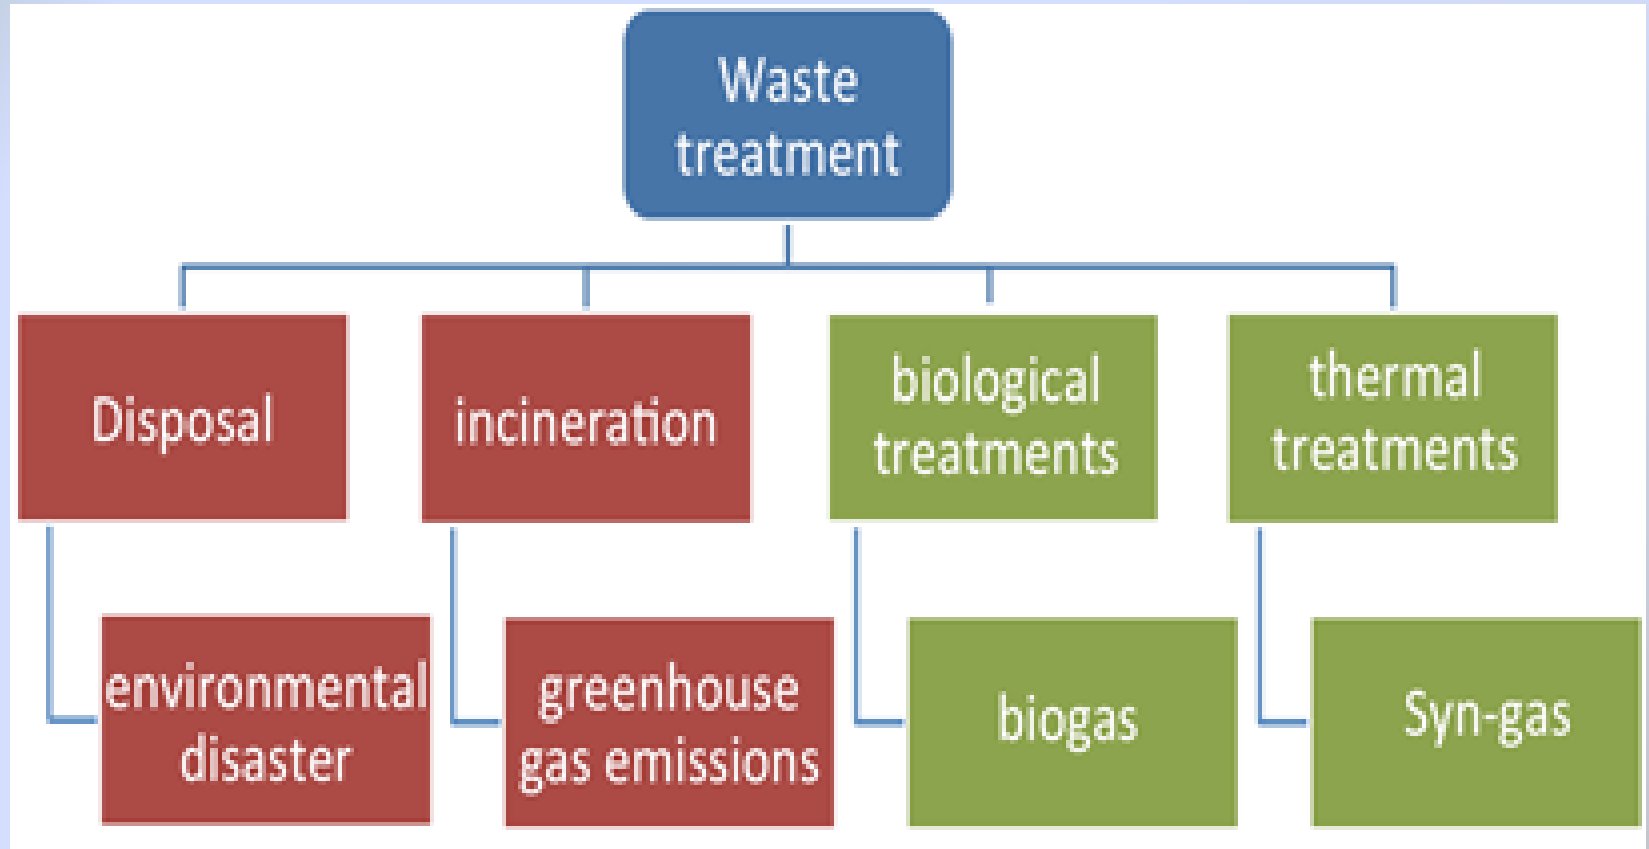 Waste
treatment
Disposal
incineration
biological
treatments
thermal
treatments
environmental
disaster
greenhouse
gas emissions
biogas
Syn-gas